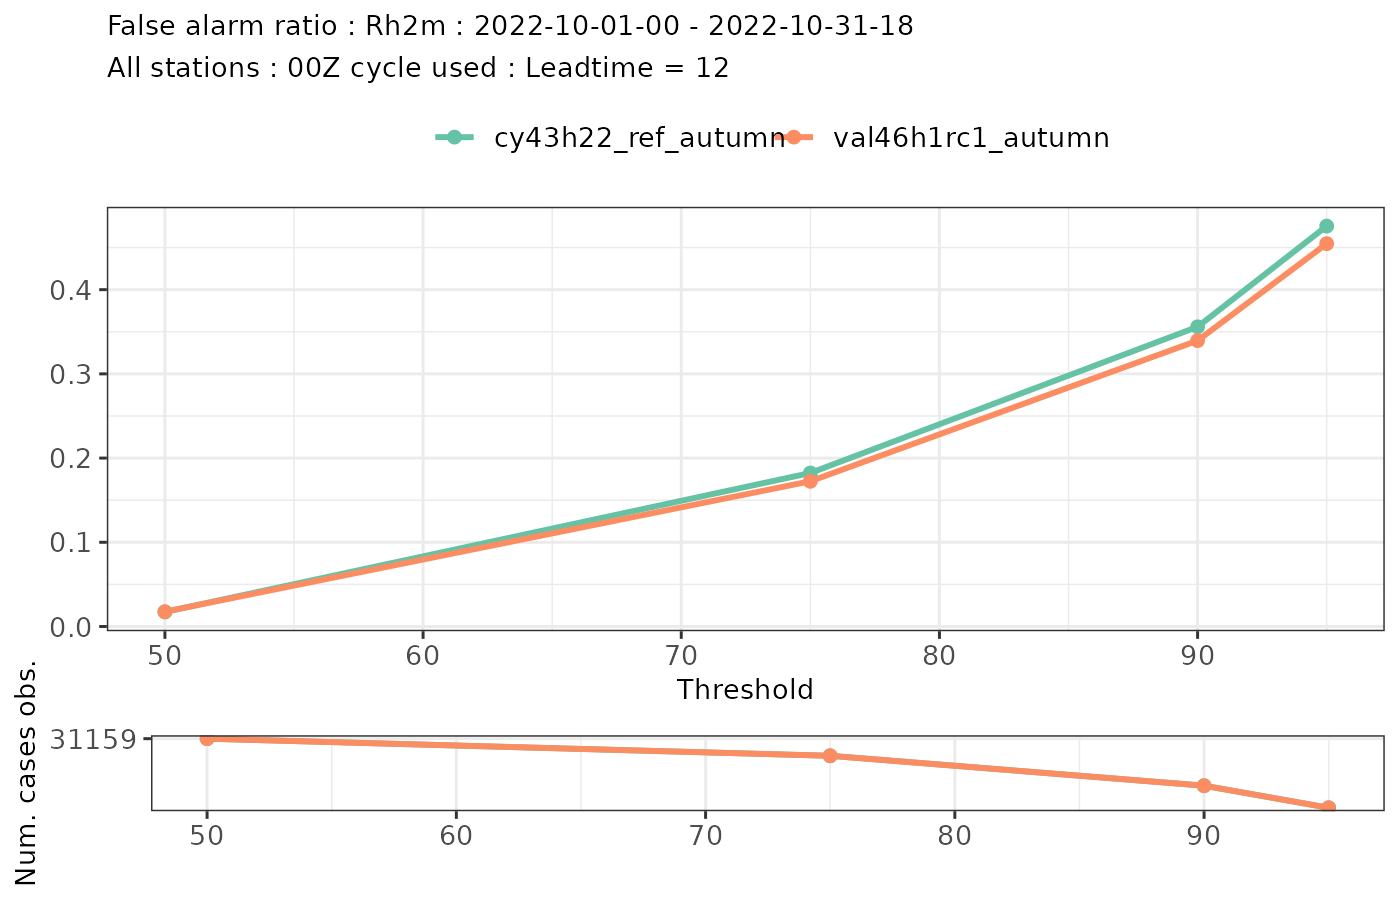 False alarm ratio : Rh2m : 2022-10-01-00 - 2022-10-31-18
All stations : 00Z cycle used : Leadtime = 12
cy43h22_ref_autumn val46h1rc1_autumn
0.4
0.3
0.2
0.1
0.0
50 60 70 80 90
Threshold
Num. cases obs.
31159
50 60 70 80 90